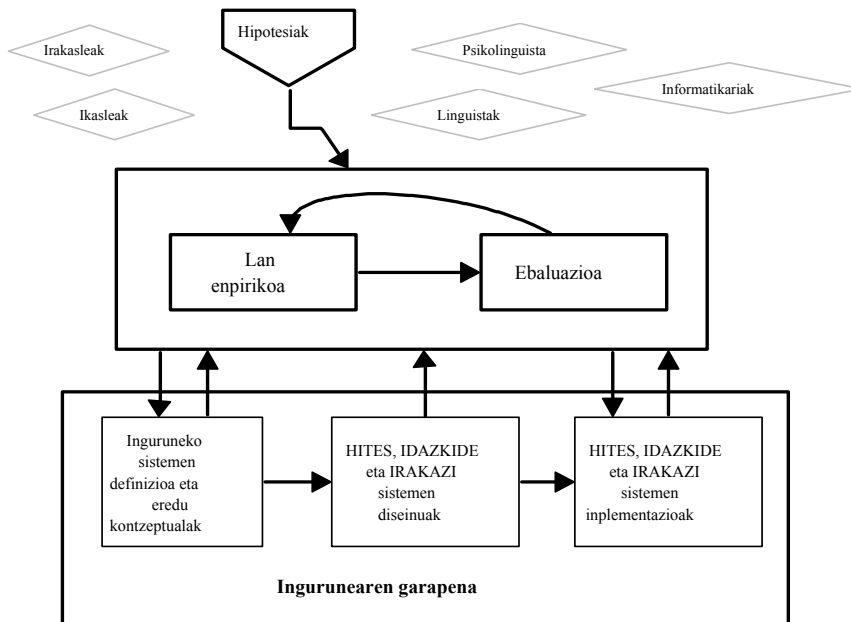 Hipotesiak
Irakasleak
Psikolinguista
Informatikariak
Ikasleak
Linguistak
Lan
enpirikoa
Ebaluazioa
Inguruneko
sistemen
definizioa eta
eredu
kontzeptualak
HITES, IDAZKIDE
eta IRAKAZI
sistemen
diseinuak
HITES, IDAZKIDE
eta IRAKAZI
sistemen
inplementazioak
Ingurunearen garapena